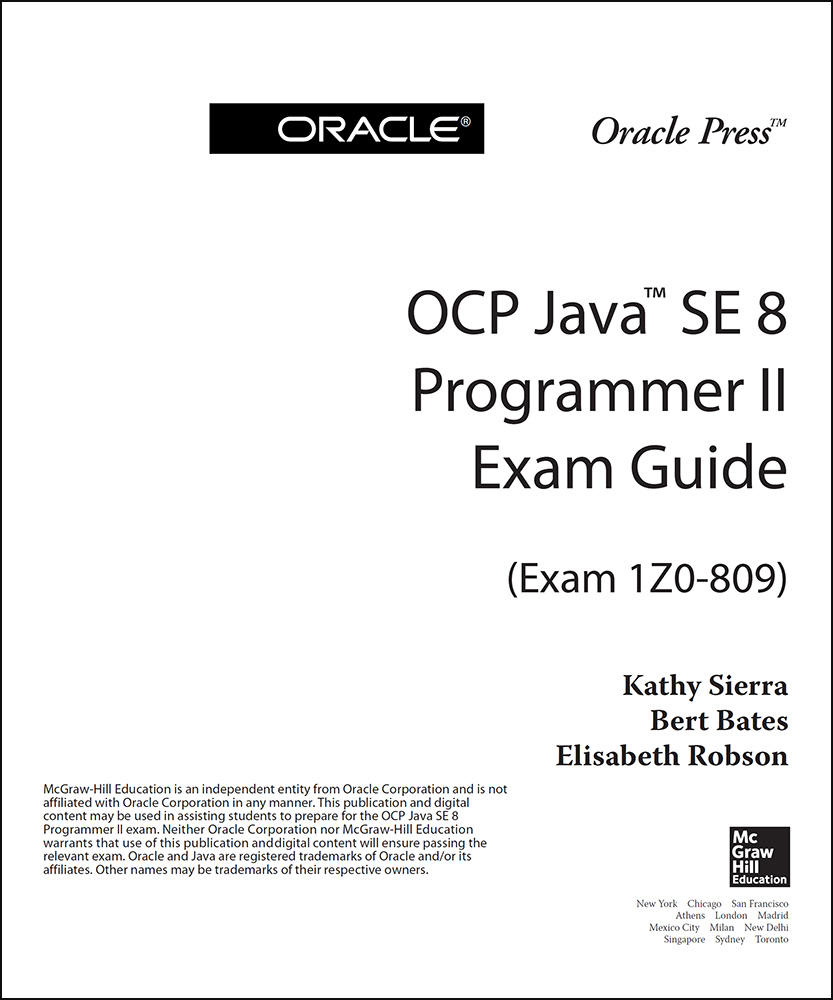 ORACLE®
Oracle Press™
OCP Java™ SE 8
Programmer II
Exam Guide
(Exam 1Z0-809)
Kathy Sierra
Bert Bates
Elisabeth Robson
McGraw-Hill Education is an independent entity from Oracle Corporation and is not
affiliated with Oracle Corporation in any manner. This publication and digital
content may be used in assisting students to prepare for the OCP Java SE 8
Programmer II exam. Neither Oracle Corporation nor McGraw-Hill Education
warrants that use of this publication anddigital content will ensure passing the
relevant exam. Oracle and Java are registered trademarks of Oracle and/or its
affiliates. Other names may be trademarks of their respective owners.
Mc
Graw
Hill
Education
New York Chicago San Francisco
Athens London Madrid
Mexico City Milan New Delhi
Singapore Sydney Toronto